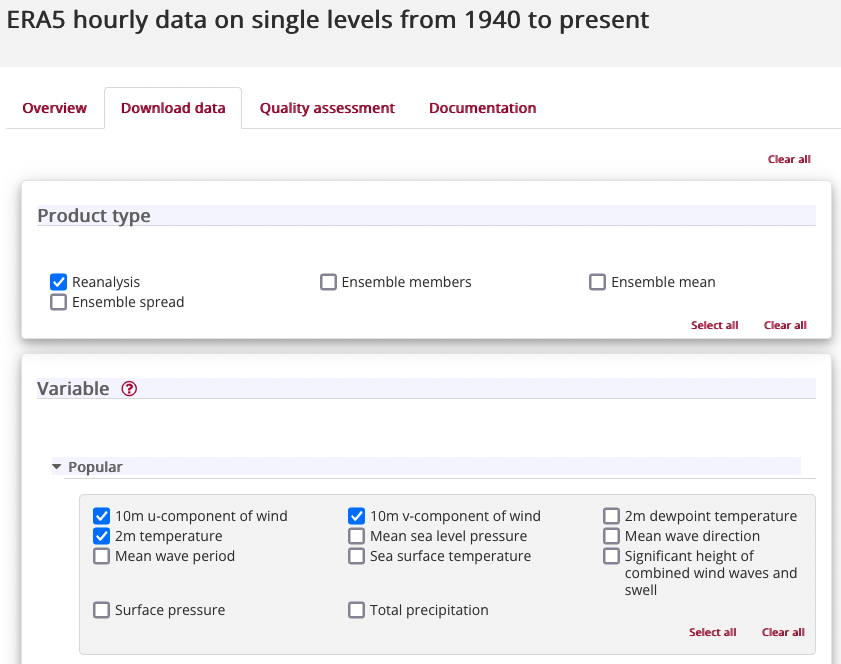 ERA5 hourly data on single levels from 1940 to present
Overview Download data Quality assessment Documentation
Clear all
Product type
Reanalysis Ensemble members Ensemble mean
Ensemble spread
Select all Clear all
Variable ?
Popular
10m u-component of wind 10m v-component of wind 2m dewpoint temperature
2m temperature Mean sea level pressure Mean wave direction
Mean wave period Sea surface temperature Significant height of
combined wind waves and
swell
Surface pressure Total precipitation
Select all Clear all